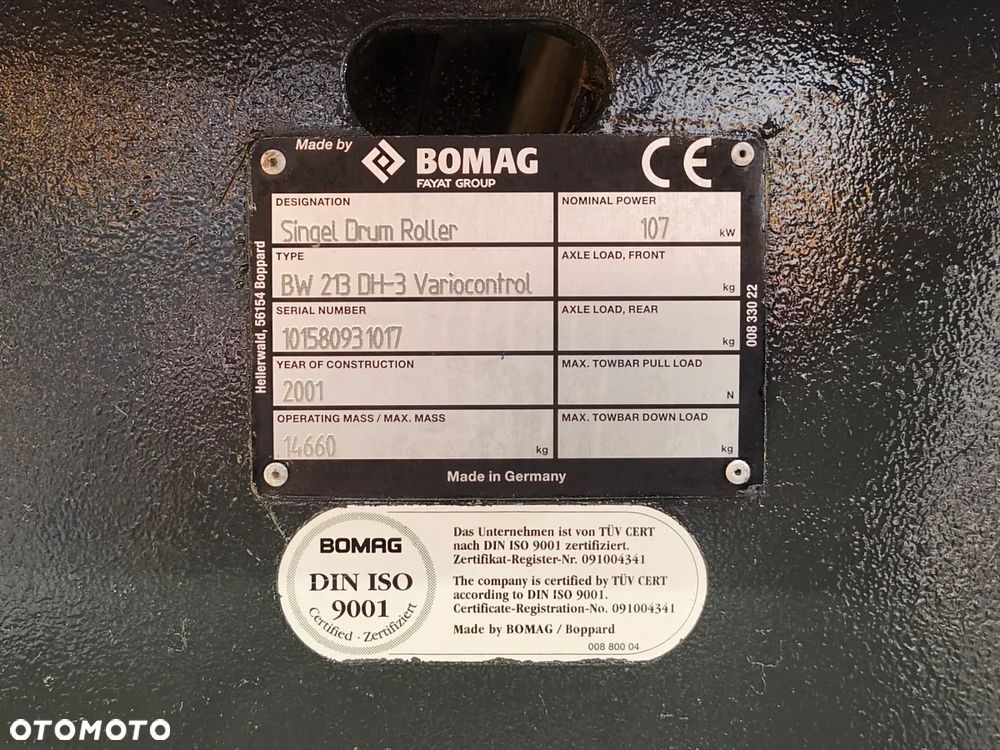 Made by BOMAG CE
FAYAT GROUP
DESIGNATION
Singel Drum Roller
NOMINAL POWER
107 kW
TYPE
BW 213 DH-3 Variocontrol
AXLE LOAD, FRONT
kg
SERIAL NUMBER
101580931017
AXLE LOAD, REAR
kg
YEAR OF CONSTRUCTION
2001
MAX. TOWBAR PULL LOAD
N
OPERATING MASS / MAX. MASS
14660 kg
MAX. TOWBAR DOWN LOAD
kg
Hellerwald, 56154 Boppard
008 330 22
Made in Germany
BOMAG
DIN ISO
9001
Certified · Zertifiziert
Das Unternehmen ist von TÜV CERT
nach DIN ISO 9001 zertifiziert.
Zertifikat-Register-Nr. 091004341
The company is certified by TÜV CERT
according to DIN ISO 9001.
Certificate-Registration-No. 091004341
Made by BOMAG / Boppard
008 800 04
OTOMOTO